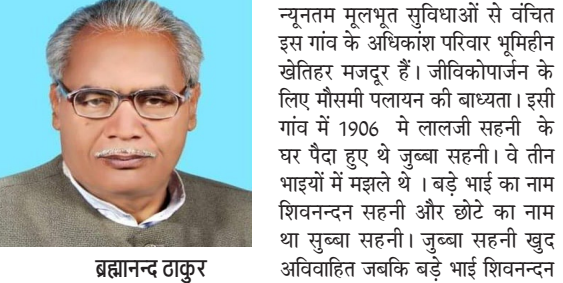 न्यूनतम मूलभूत सुविधाओं से वंचित
इस गांव के अधिकांश परिवार भूमिहीन
खेतिहर मजदूर हैं। जीविकोपार्जन के
लिए मौसमी पलायन की बाध्यता। इसी
गांव में 1906 मे लालजी सहनी के
घर पैदा हुए थे जुब्बा सहनी। वे तीन
भाइयों में मझले थे । बड़े भाई का नाम
शिवनन्दन सहनी और छोटे का नाम
था सुब्बा सहनी। जुब्बा सहनी खुद
अविवाहित जबकि बड़े भाई शिवनन्दन
ब्रह्मानन्द ठाकुर